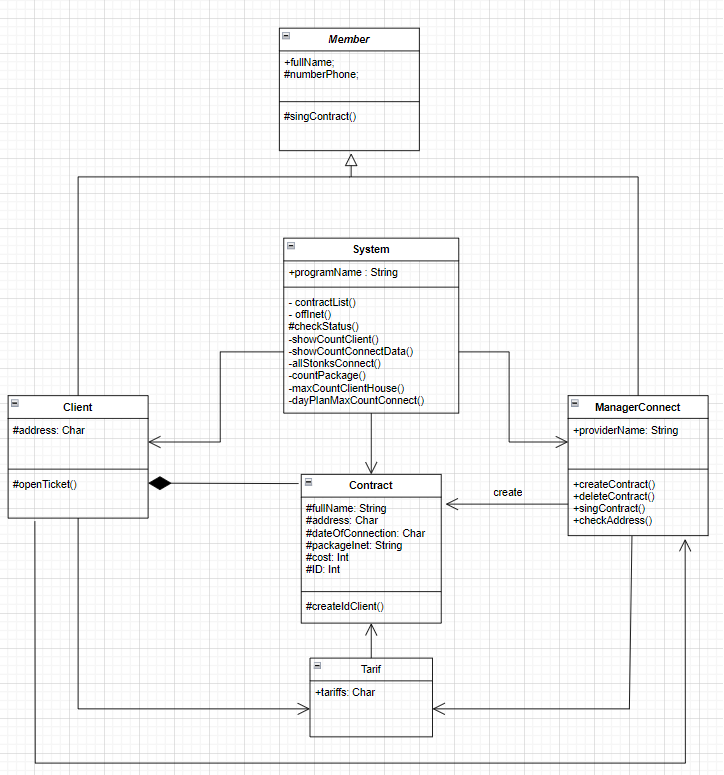 Member
+fullName;
#numberPhone;
#singContract()
System
+programName : String
- contractList()
- offInet()
#checkStatus()
-showCountClient()
-showCountConnectData()
-allStonksConnect()
-countPackage()
-maxCountClientHouse()
-dayPlanMaxCountConnect()
Client
#address: Char
#openTicket()
ManagerConnect
+providerName: String
+createContract()
+deleteContract()
+singContract()
+checkAddress()
create
Contract
#fullName: String
#address: Char
#dateOfConnection: Char
#packageInet: String
#cost: Int
#ID: Int
#createIdClient()
Tarif
+tariffs: Char